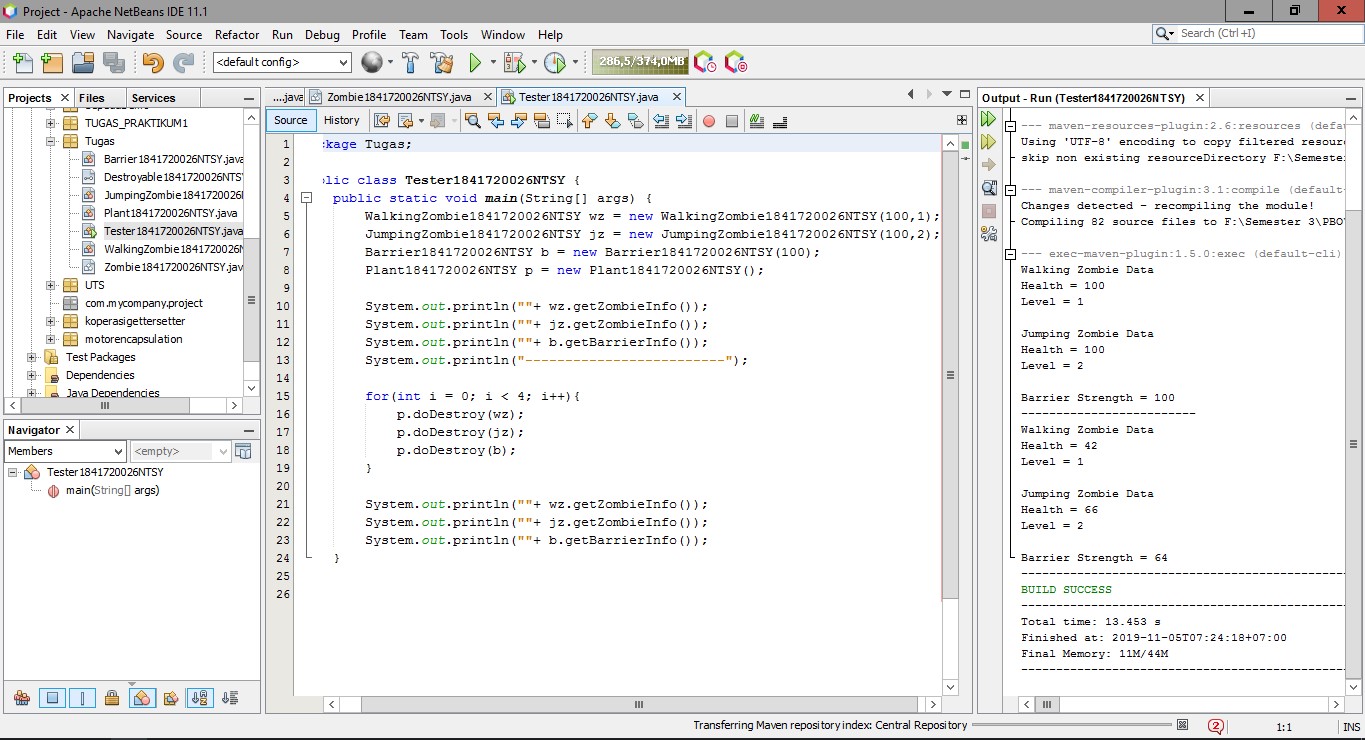 Project - Apache NetBeans IDE 11.1
File Edit View Navigate Source Refactor Run Debug Profile Team Tools Window Help
Search (Ctrl+I)
<default config>
286,5/374,0MB
Projects Files Services
TUGAS_PRAKTIKUM1
Tugas
Barrier1841720026NTSY.java
Destroyable1841720026NTSY
JumpingZombie1841720026
Plant1841720026NTSY.java
Tester1841720026NTSY.java
WalkingZombie1841720026N
Zombie1841720026NTSY.jav
UTS
com.mycompany.project
koperasigettersetter
motorencapsulation
Test Packages
Dependencies
Java Dependencies
Navigator
Members <empty>
Tester1841720026NTSY
main(String[] args)
....java Zombie1841720026NTSY.java Tester1841720026NTSY.java
Source History
1 kage Tugas;
2
3 lic class Tester1841720026NTSY {
4 public static void main(String[] args) {
5 WalkingZombie1841720026NTSY wz = new WalkingZombie1841720026NTSY(100,1);
6 JumpingZombie1841720026NTSY jz = new JumpingZombie1841720026NTSY(100,2);
7 Barrier1841720026NTSY b = new Barrier1841720026NTSY(100);
8 Plant1841720026NTSY p = new Plant1841720026NTSY();
9
10 System.out.println(""+ wz.getZombieInfo());
11 System.out.println(""+ jz.getZombieInfo());
12 System.out.println(""+ b.getBarrierInfo());
13 System.out.println("-------------------------");
14
15 for(int i = 0; i < 4; i++){
16 p.doDestroy(wz);
17 p.doDestroy(jz);
18 p.doDestroy(b);
19 }
20
21 System.out.println(""+ wz.getZombieInfo());
22 System.out.println(""+ jz.getZombieInfo());
23 System.out.println(""+ b.getBarrierInfo());
24 }
25
26
Output - Run (Tester1841720026NTSY)
--- maven-resources-plugin:2.6:resources (defau
Using 'UTF-8' encoding to copy filtered resourc
skip non existing resourceDirectory F:\Semester
--- maven-compiler-plugin:3.1:compile (default-
Changes detected - recompiling the module!
Compiling 82 source files to F:\Semester 3\PBO\
--- exec-maven-plugin:1.5.0:exec (default-cli)
Walking Zombie Data
Health = 100
Level = 1
Jumping Zombie Data
Health = 100
Level = 2
Barrier Strength = 100
-------------------------
Walking Zombie Data
Health = 42
Level = 1
Jumping Zombie Data
Health = 66
Level = 2
Barrier Strength = 64
------------------------------------------------
BUILD SUCCESS
------------------------------------------------
Total time: 13.453 s
Finished at: 2019-11-05T07:24:18+07:00
Final Memory: 11M/44M
------------------------------------------------
Transferring Maven repository index: Central Repository
2
1:1
INS